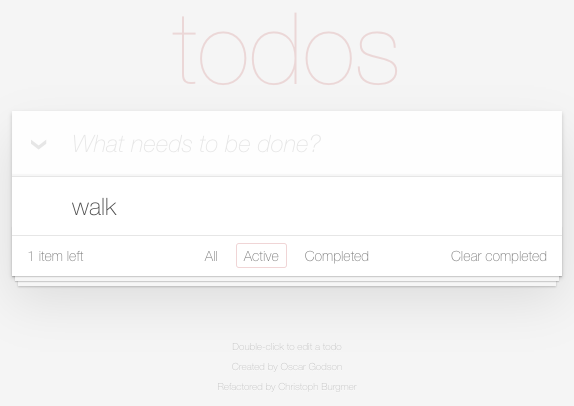 todos
What needs to be done?
walk
1 item left
All
Active
Completed
Clear completed
Double-click to edit a todo
Created by Oscar Godson
Refactored by Christoph Burgmer